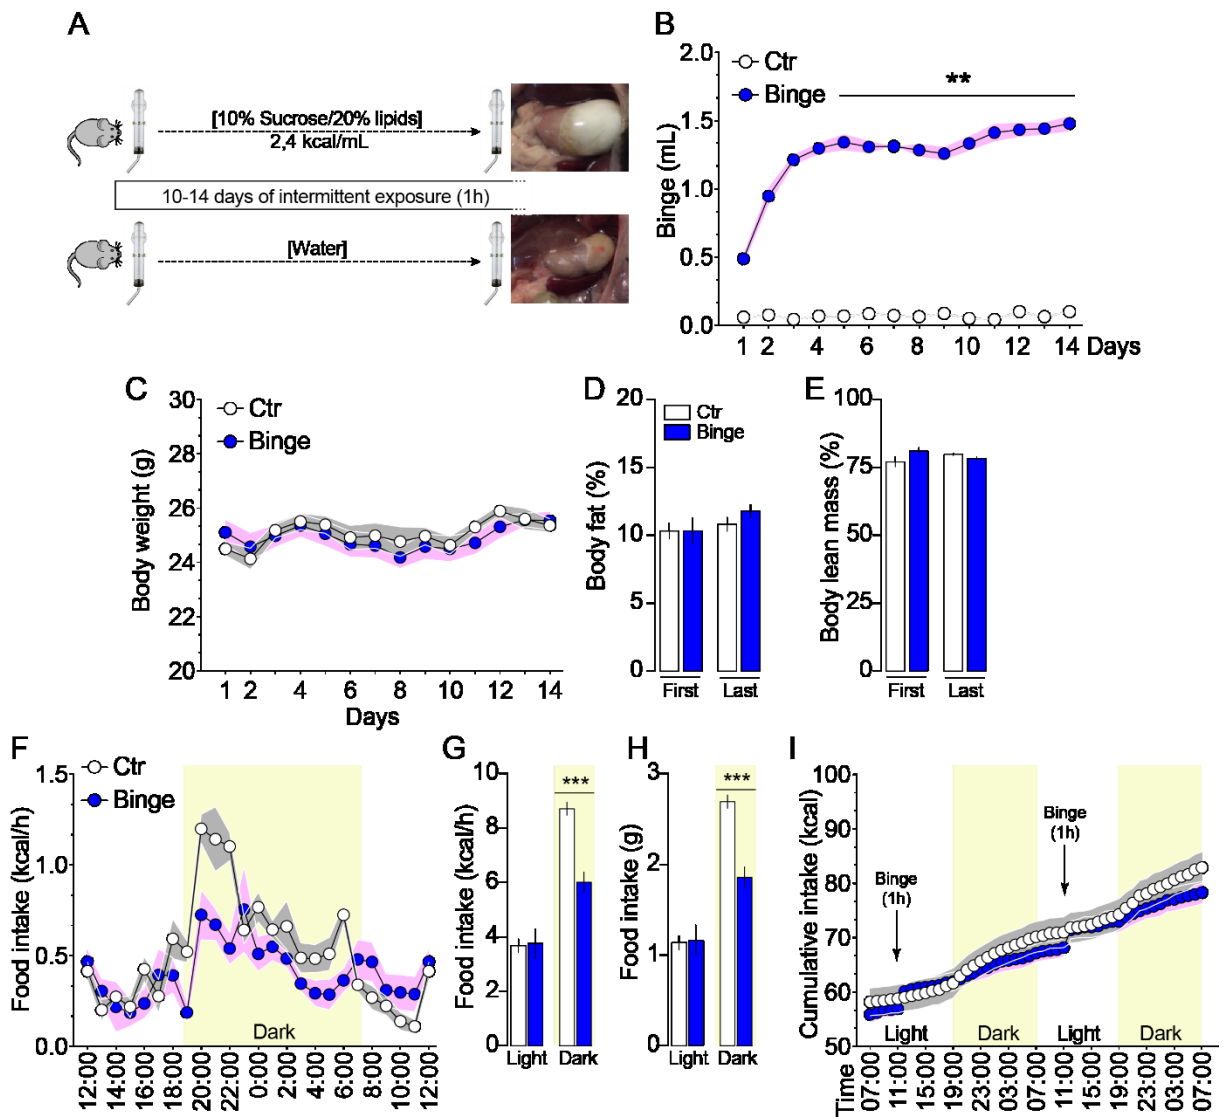 A
[10% Sucrose/20% lipids]
2,4 kcal/mL
10-14 days of intermittent exposure (1h)
[Water]
B
Ctr
Binge
**
Binge (mL)
2.0
1.5
1.0
0.5
0.0
1 2 4 6 8 10 12 14 Days
C
Ctr
Binge
Body weight (g)
30
28
26
24
22
20
1 2 4 6 8 10 12 14
Days
D
Ctr
Binge
Body fat (%)
20
15
10
5
0
First Last
E
Body lean mass (%)
100
75
50
25
0
First Last
F
Ctr
Binge
Food intake (kcal/h)
1.5
1.0
0.5
0.0
Dark
12:00 14:00 16:00 18:00 20:00 22:00 0:00 2:00 4:00 6:00 8:00 10:00 12:00
G
***
Food intake (kcal/h)
10
8
6
4
2
0
Light Dark
H
***
Food intake (g)
3
2
1
0
Light Dark
I
Cumulative intake (kcal)
100
90
80
70
60
50
Binge
(1h)
Binge
(1h)
Light Dark Light Dark
Time 07:00 11:00 15:00 19:00 23:00 03:00 07:00 11:00 15:00 19:00 23:00 03:00 07:00